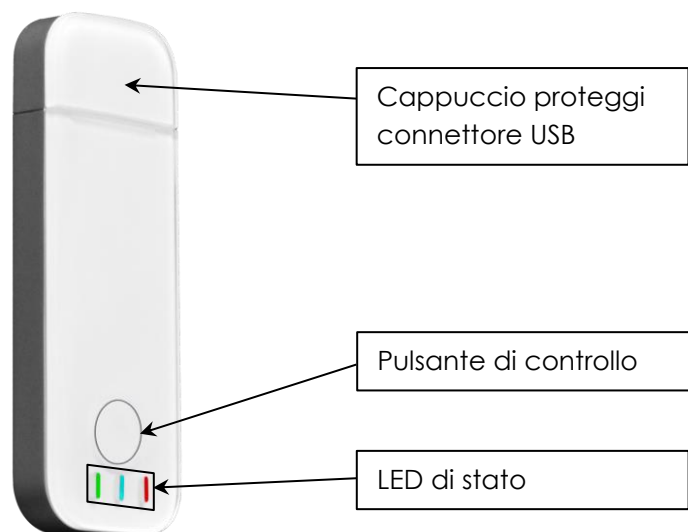 Cappuccio proteggi
connettore USB
Pulsante di controllo
LED di stato